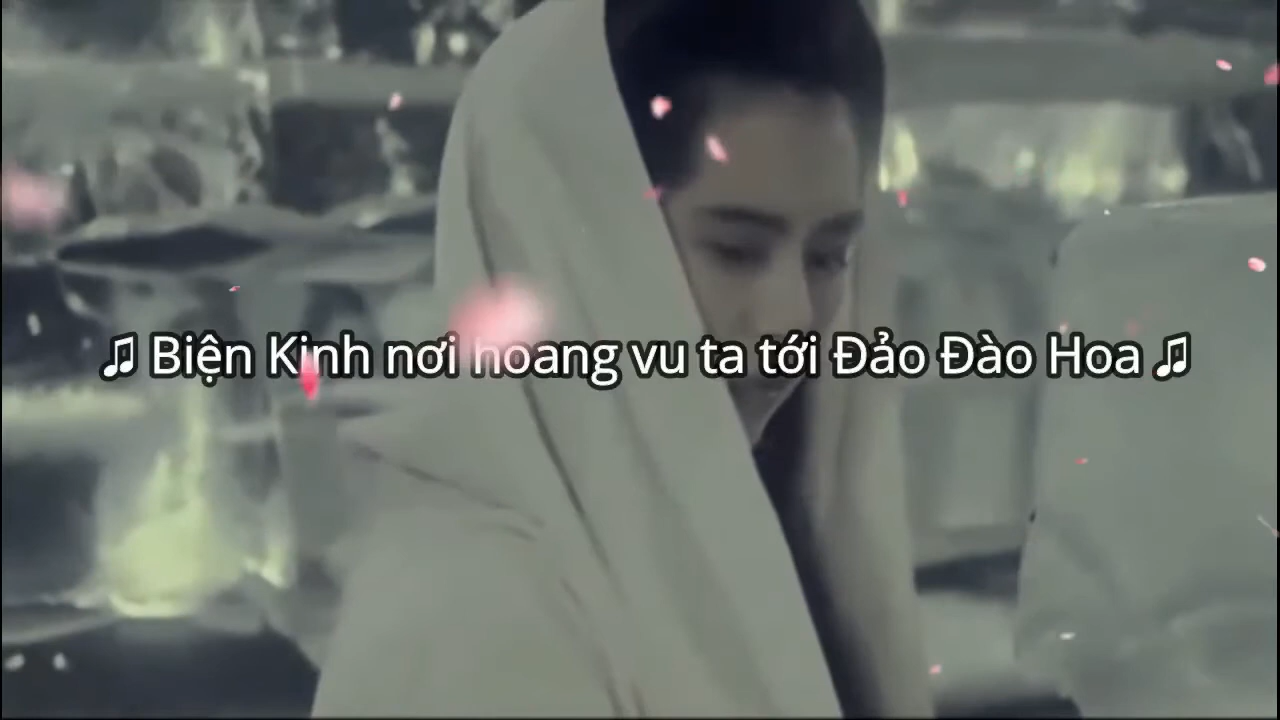 ♫ Biện Kinh nơi hoang vu ta tới Đảo Đào Hoa ♫